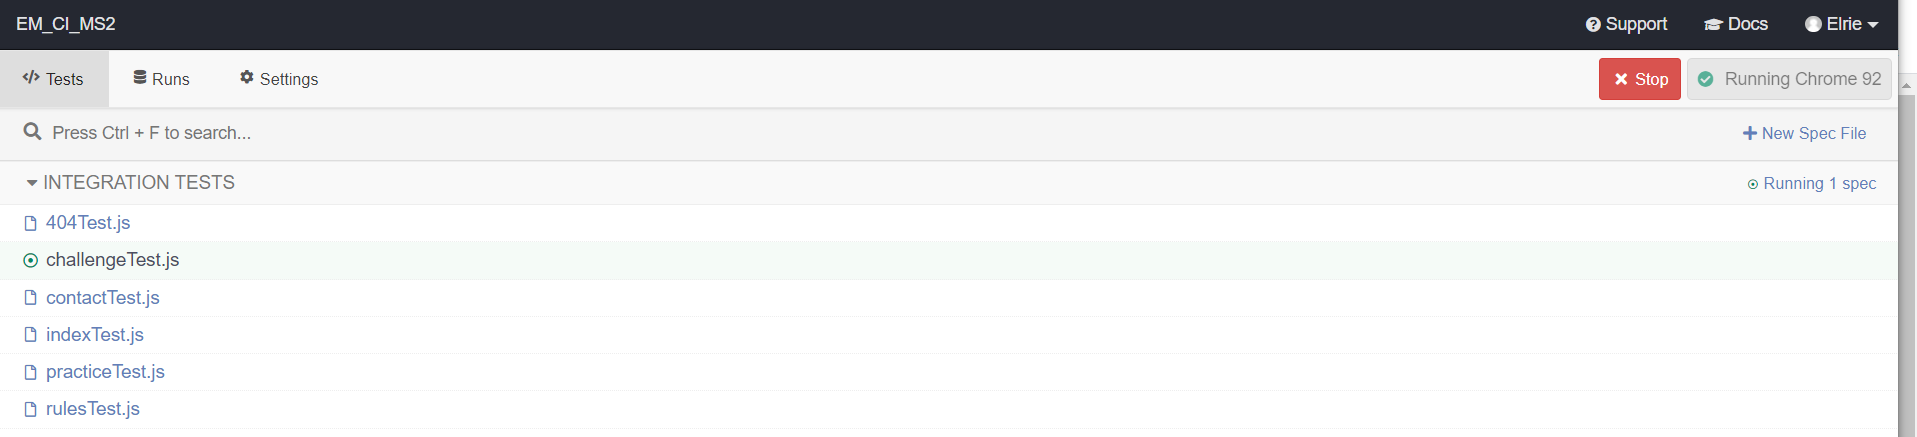 EM_CI_MS2 Support Docs Elrie
Tests Runs Settings Stop Running Chrome 92
Press Ctrl + F to search... New Spec File
INTEGRATION TESTS Running 1 spec
404Test.js
challengeTest.js
contactTest.js
indexTest.js
practiceTest.js
rulesTest.js